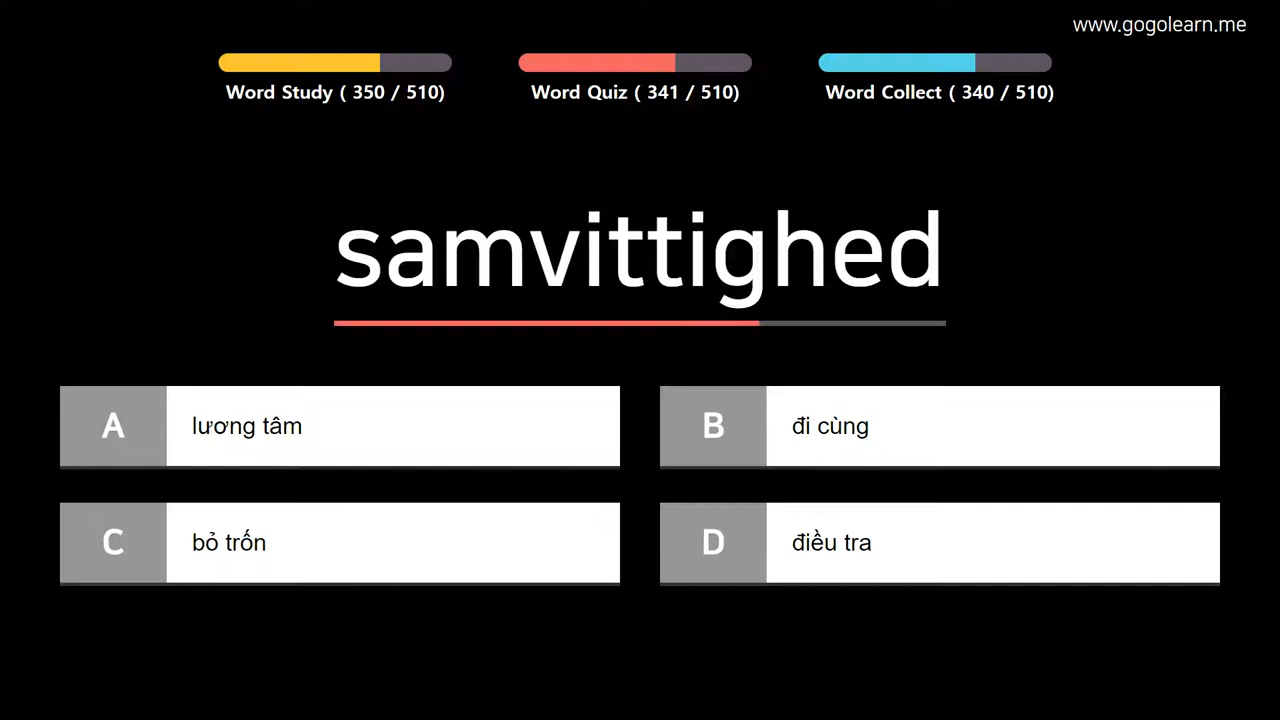 www.gogolearn.me
Word Study ( 350 / 510)
Word Quiz ( 341 / 510)
Word Collect ( 340 / 510)
samvittighed
A lương tâm
B đi cùng
C bỏ trốn
D điều tra